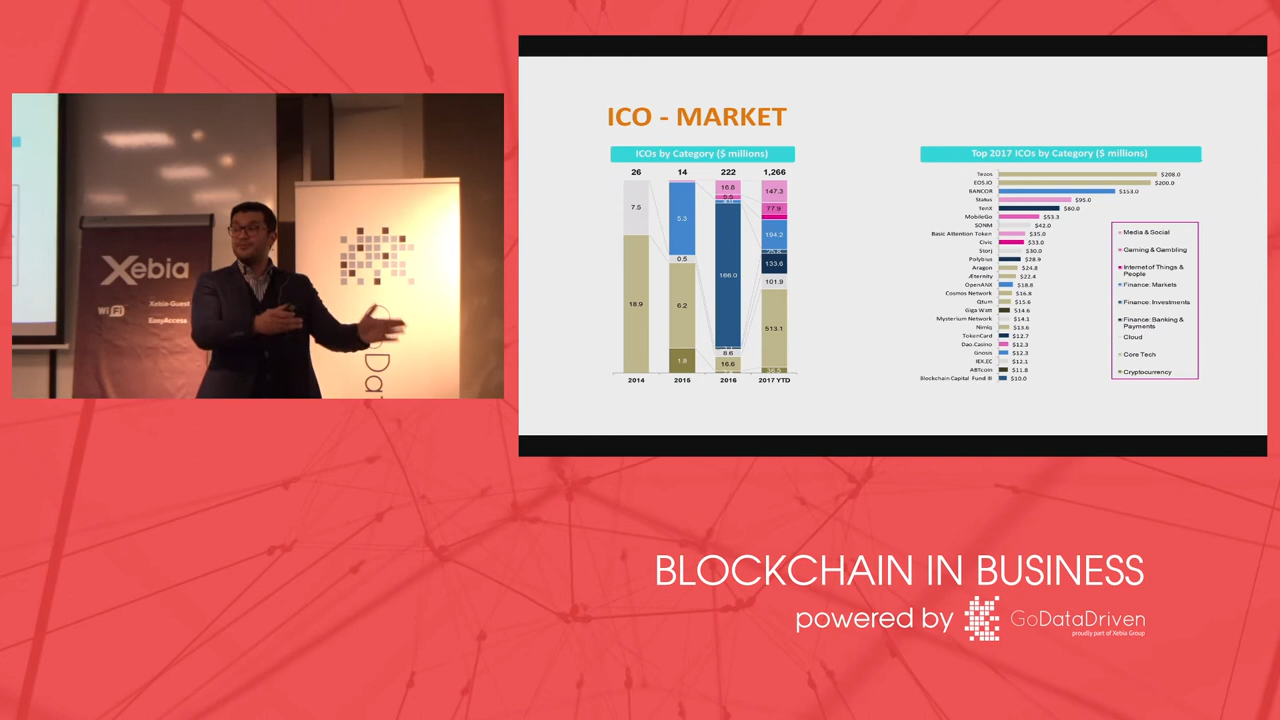 Xebia
WiFi
Xebia-Guest
EasyAccess
GoDa
ICO - MARKET
ICOs by Category ($ millions)
26 14 222 1,266
7.5
18.9
5.3
0.5
6.2
1.8
16.8
166.0
8.6
16.6
147.3
77.9
194.2
25.8
133.6
101.9
513.1
36.5
2014 2015 2016 2017 YTD
Top 2017 ICOs by Category ($ millions)
Tezos $208.0
EOS.IO $200.0
BANCOR $153.0
Status $95.0
TenX $80.0
MobileGo $53.3
SONM $42.0
Basic Attention Token $35.0
Civic $33.0
Storj $30.0
Polybius $28.9
Aragon $24.8
Æternity $22.4
OpenANX $18.8
Cosmos Network $16.8
Qtum $15.6
Giga Watt $14.6
Mysterium Network $14.1
Nimiq $13.6
TokenCard $12.7
Dao.Casino $12.3
Gnosis $12.3
IEX.EC $12.1
ABTcoin $11.8
Blockchain Capital Fund III $10.0
Media & Social
Gaming & Gambling
Internet of Things &
People
Finance: Markets
Finance: Investments
Finance: Banking &
Payments
Cloud
Core Tech
Cryptocurrency
BLOCKCHAIN IN BUSINESS
powered by GoDataDriven
proudly part of Xebia Group